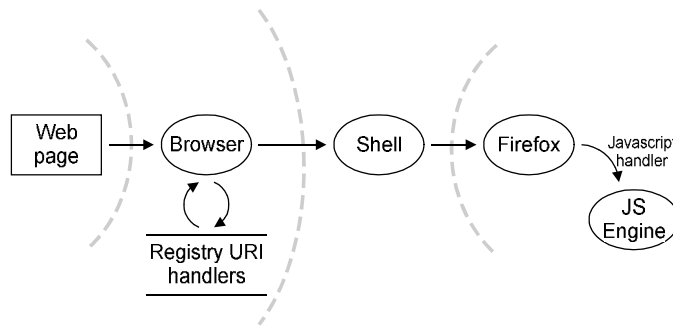 Web
page
Browser
Shell
Firefox
Javascript
handler
JS
Engine
Registry URI
handlers